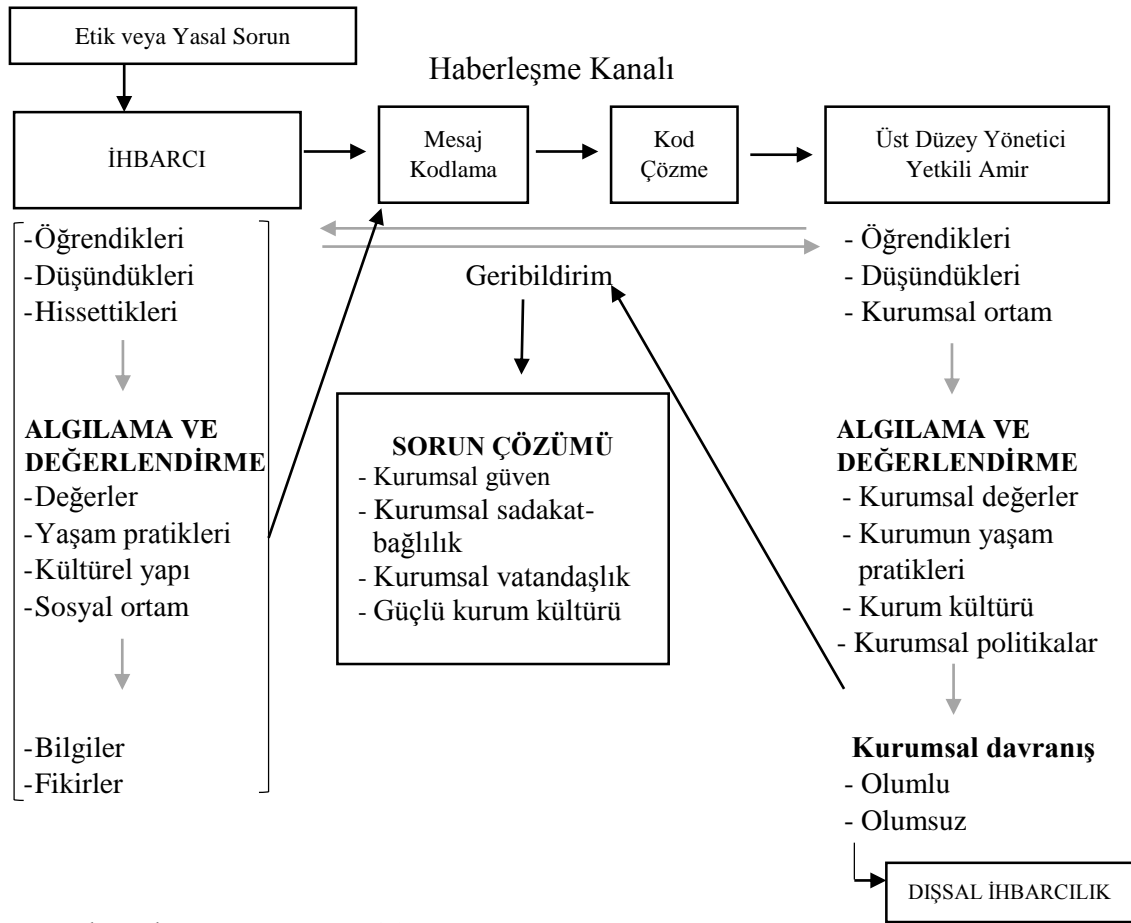 Etik veya Yasal Sorun
Haberleşme Kanalı
İHBARCI
Mesaj
Kodlama
Kod
Çözme
Üst Düzey Yönetici
Yetkili Amir
-Öğrendikleri
-Düşündükleri
-Hissettikleri
ALGILAMA VE
DEĞERLENDİRME
-Değerler
-Yaşam pratikleri
-Kültürel yapı
-Sosyal ortam
-Bilgiler
-Fikirler
Geribildirim
SORUN ÇÖZÜMÜ
- Kurumsal güven
- Kurumsal sadakat-
bağlılık
- Kurumsal vatandaşlık
- Güçlü kurum kültürü
- Öğrendikleri
- Düşündükleri
- Kurumsal ortam
ALGILAMA VE
DEĞERLENDİRME
- Kurumsal değerler
- Kurumun yaşam
pratikleri
- Kurum kültürü
- Kurumsal politikalar
Kurumsal davranış
- Olumlu
- Olumsuz
DIŞSAL İHBARCILIK